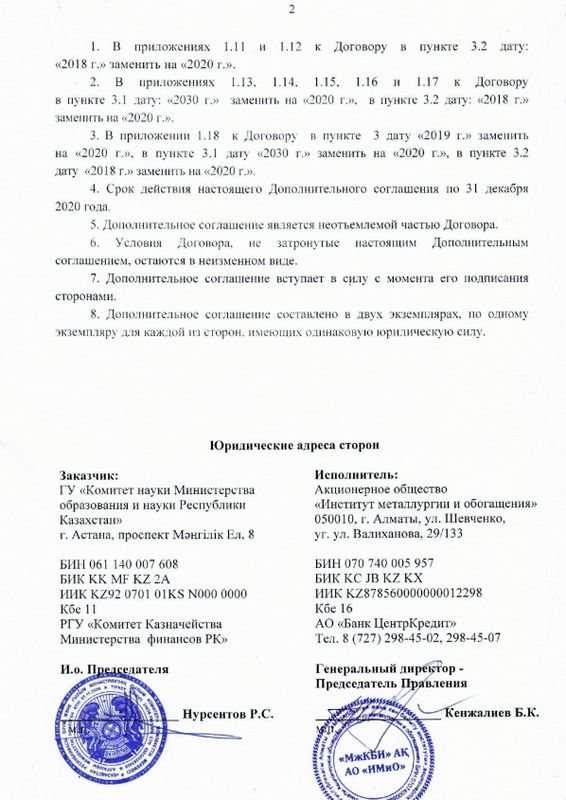 2
1. В приложениях 1.11 и 1.12 к Договору в пункте 3.2 дату:
«2018 г.» заменить на «2020 г.».
2. В приложениях 1.13, 1.14, 1.15, 1.16 и 1.17 к Договору
в пункте 3.1 дату: «2030 г.» заменить на «2020 г.», в пункте 3.2 дату: «2018 г.»
заменить на «2020 г.».
3. В приложении 1.18 к Договору в пункте 3 дату «2019 г.» заменить
на «2020 г.», в пункте 3.1 дату «2030 г.» заменить на «2020 г.», в пункте 3.2
дату «2018 г.» заменить на «2020 г.».
4. Срок действия настоящего Дополнительного соглашения по 31 декабря
2020 года.
5. Дополнительное соглашение является неотъемлемой частью Договора.
6. Условия Договора, не затронутые настоящим Дополнительным
соглашением, остаются в неизменном виде.
7. Дополнительное соглашение вступает в силу с момента его подписания
сторонами.
8. Дополнительное соглашение составлено в двух экземплярах, по одному
экземпляру для каждой из сторон, имеющих одинаковую юридическую силу.
Юридические адреса сторон
Заказчик:
ГУ «Комитет науки Министерства
образования и науки Республики
Казахстан»
г. Астана, проспект Мәңгілік Ел, 8
БИН 061 140 007 608
БИК KK MF KZ 2A
ИИК KZ92 0701 01KS N000 0000
Кбе 11
РГУ «Комитет Казначейства
Министерства финансов РК»
И.о. Председателя
Нурсеитов Р.С.
М.П.
Исполнитель:
Акционерное общество
«Институт металлургии и обогащения»
050010, г. Алматы, ул. Шевченко,
уг. ул. Валиханова, 29/133
БИН 070 740 005 957
БИК KC JB KZ KX
ИИК KZ878560000000012298
Кбе 16
АО «Банк ЦентрКредит»
Тел. 8 (727) 298-45-02, 298-45-07
Генеральный директор -
Председатель Правления
Кенжалиев Б.К.
М.П.
«МжКБИ» АҚ
АО «ИМиО»